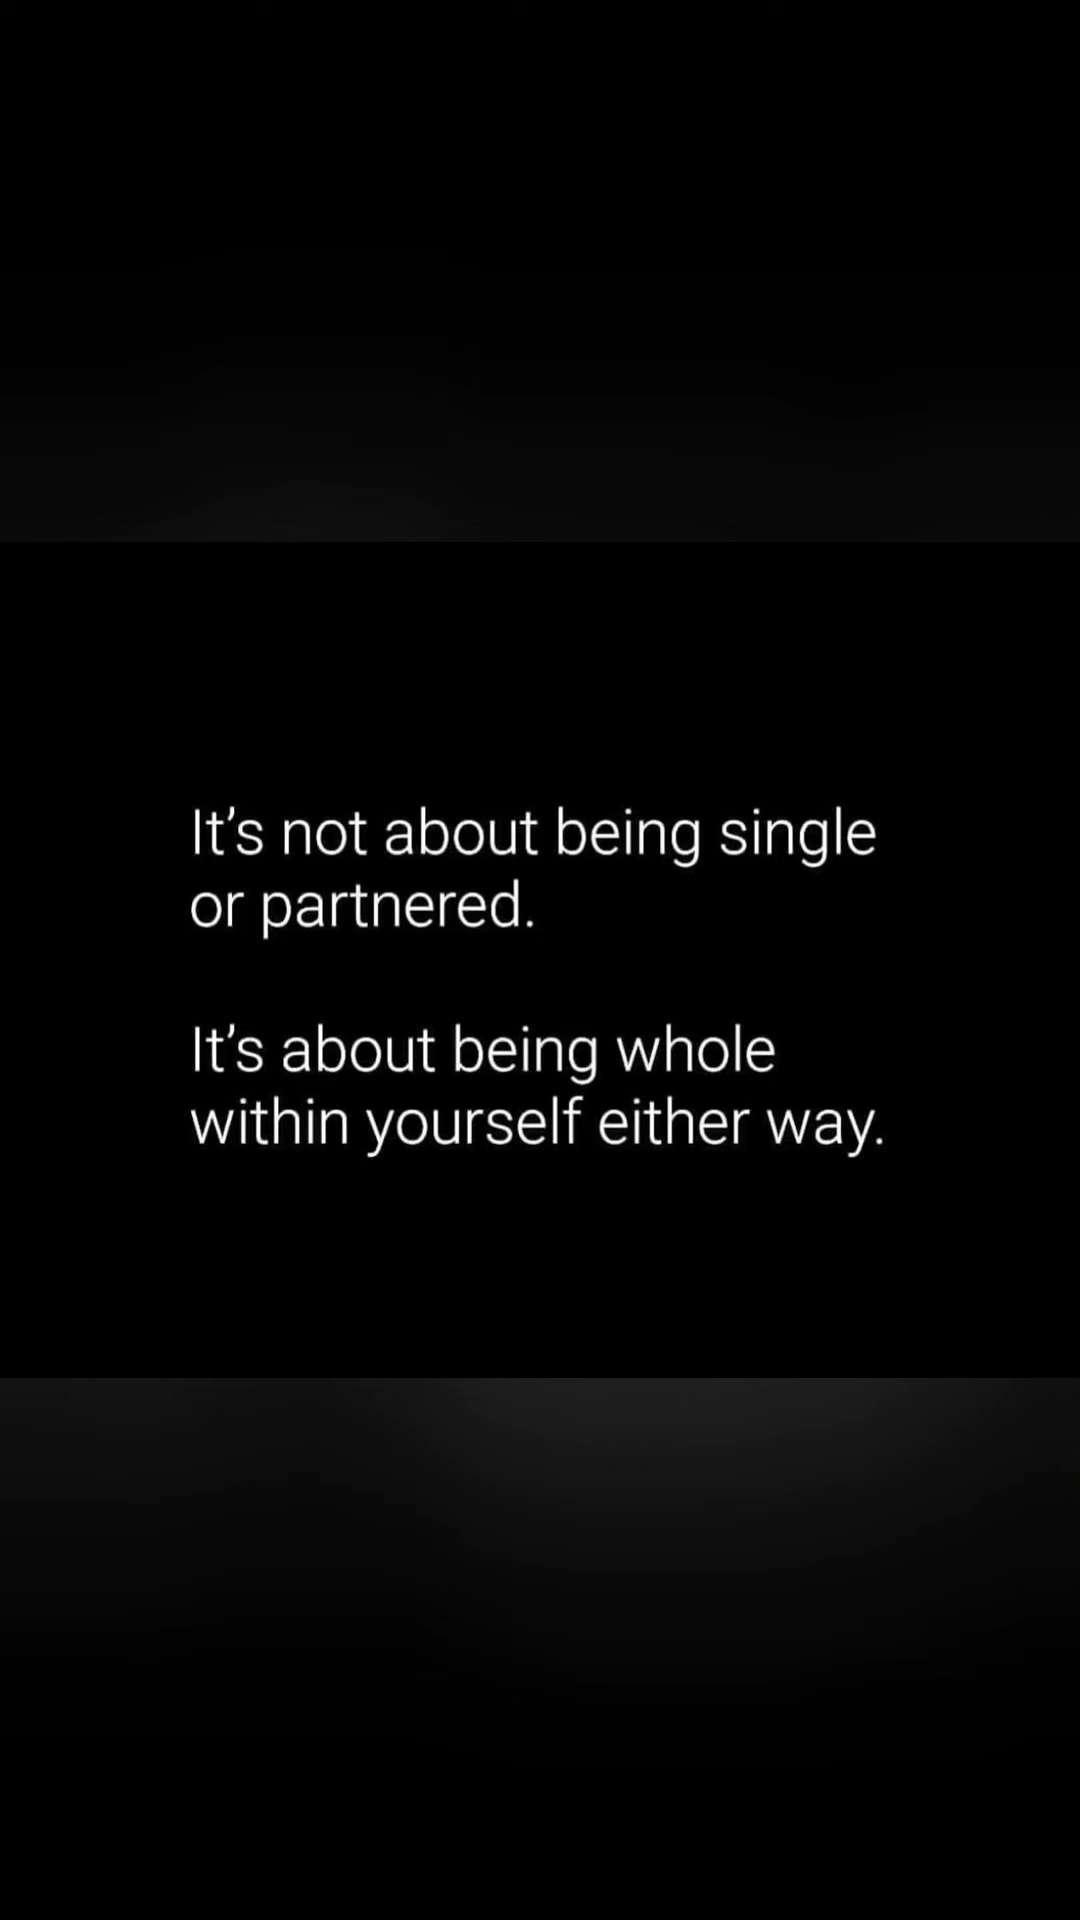 It’s not about being single
or partnered.
It’s about being whole
within yourself either way.